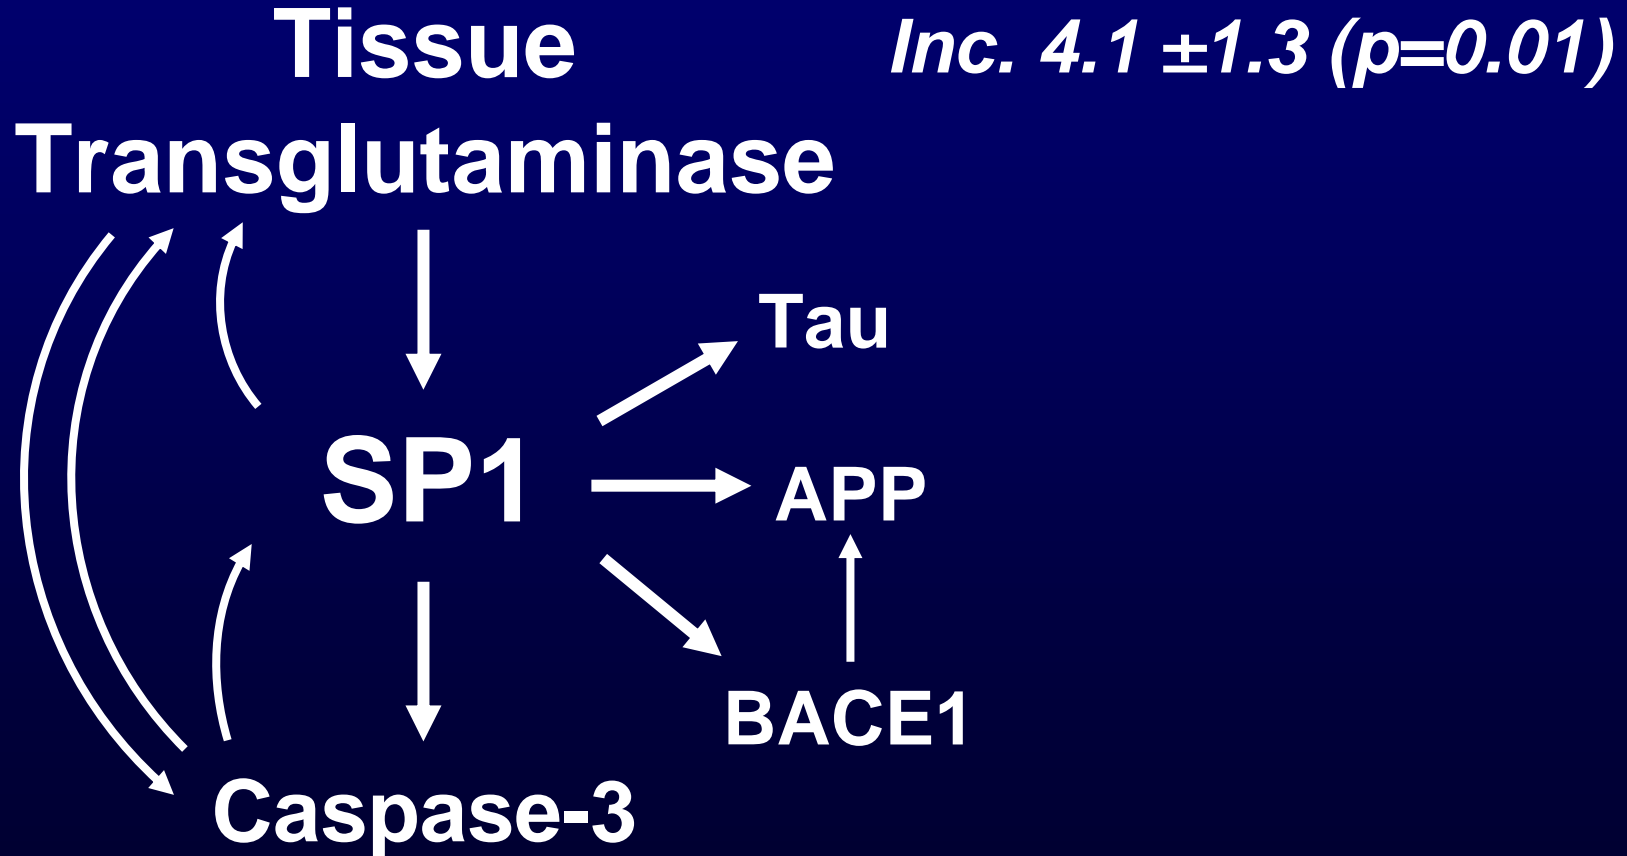 Tissue
Transglutaminase
Inc. 4.1 ±1.3 (p=0.01)
Tau
SP1
APP
BACE1
Caspase-3